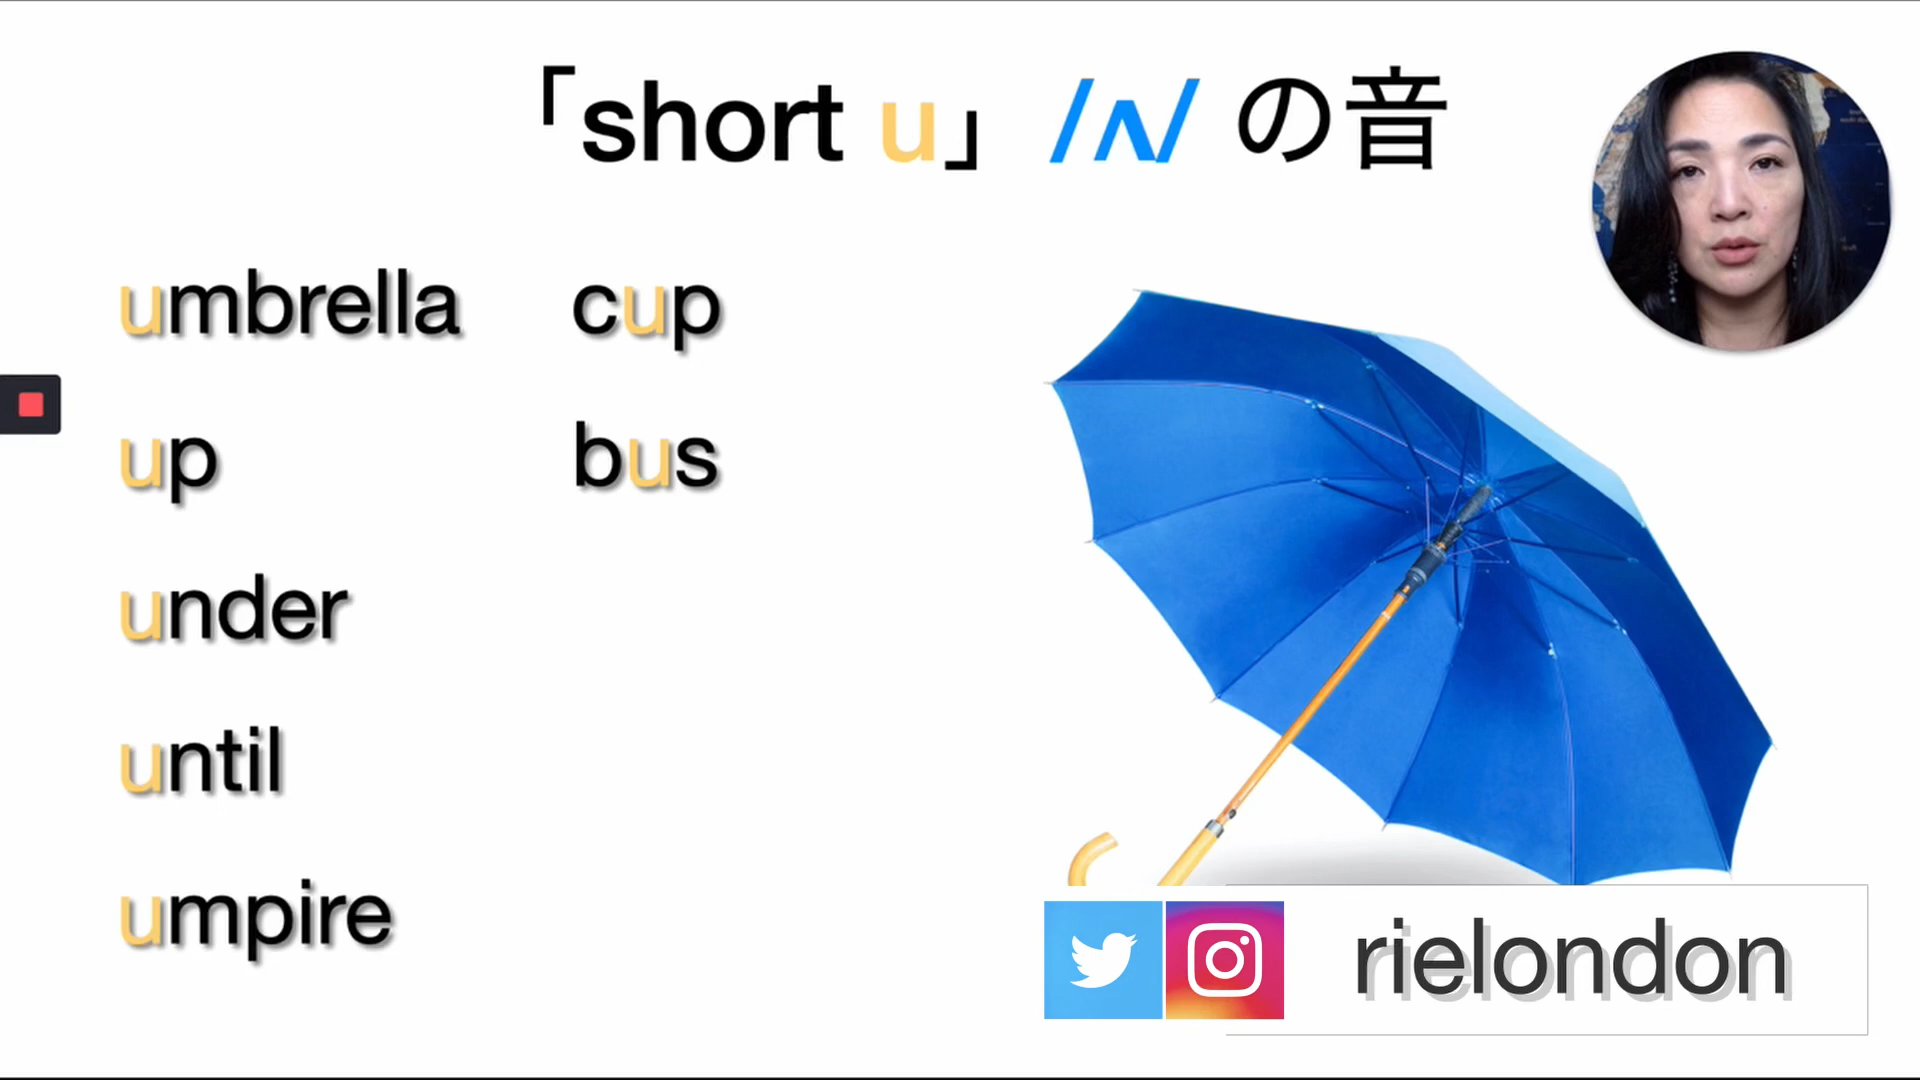 「short u」 /ʌ/ の音
umbrella
up
under
until
umpire
cup
bus
rielondon